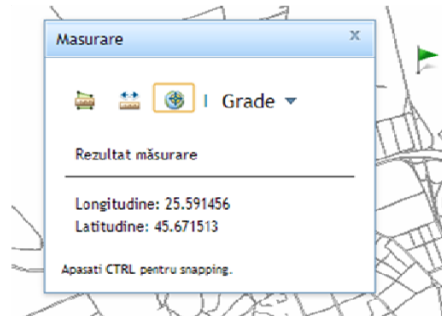 Masurare
x
Grade
Rezultat măsurare
Longitudine: 25.591456
Latitudine: 45.671513
Apasati CTRL pentru snapping.